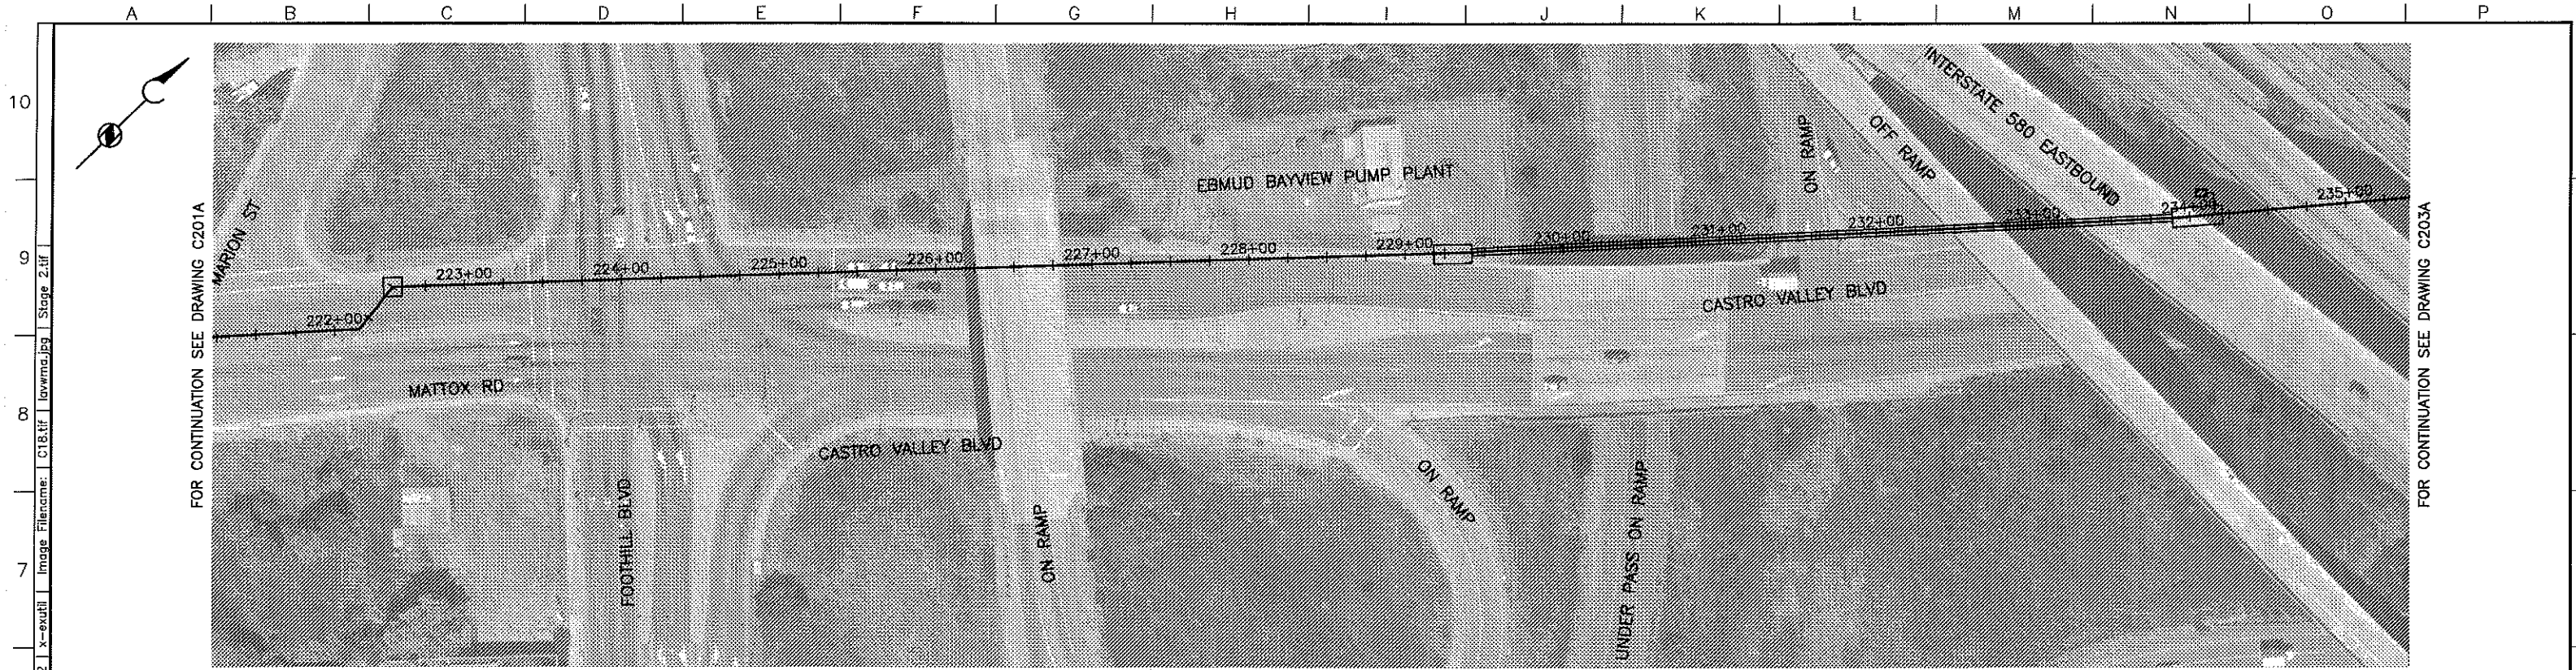 A B C D E F G H I J K L M N O P
10
9
8
7
INTERSTATE 580 EASTBOUND
OFF RAMP
ON RAMP
EBMUD BAYVIEW PUMP PLANT
MARION ST
FOR CONTINUATION SEE DRAWING C201A
222+00
223+00
224+00
225+00
226+00
227+00
228+00
229+00
230+00
231+00
232+00
233+00
234+00
235+00
CASTRO VALLEY BLVD
FOR CONTINUATION SEE DRAWING C203A
MATTOX RD
CASTRO VALLEY BLVD
FOOTHILL BLVD
ON RAMP
ON RAMP
UNDER PASS ON RAMP
x-exutil Image Filename: C18.tif lavwma.jpg Stage 2.tif